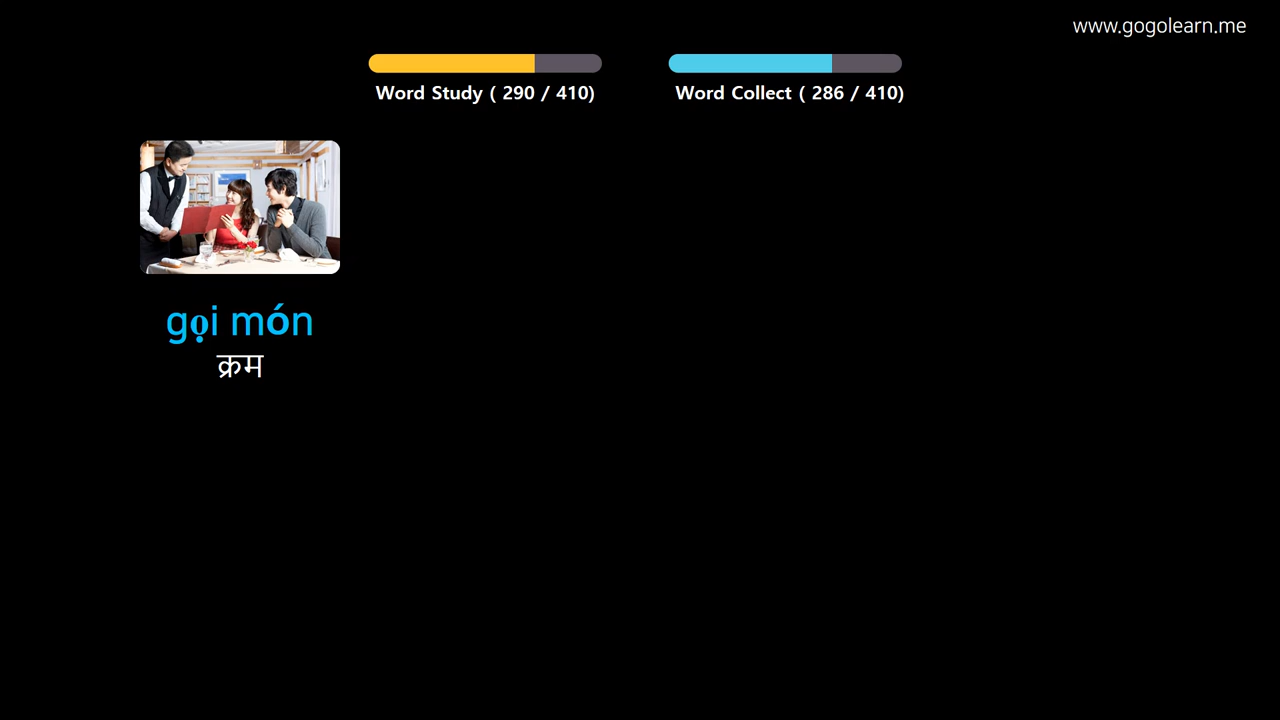 www.gogolearn.me
Word Study ( 290 / 410)
Word Collect ( 286 / 410)
gọi món
क्रम